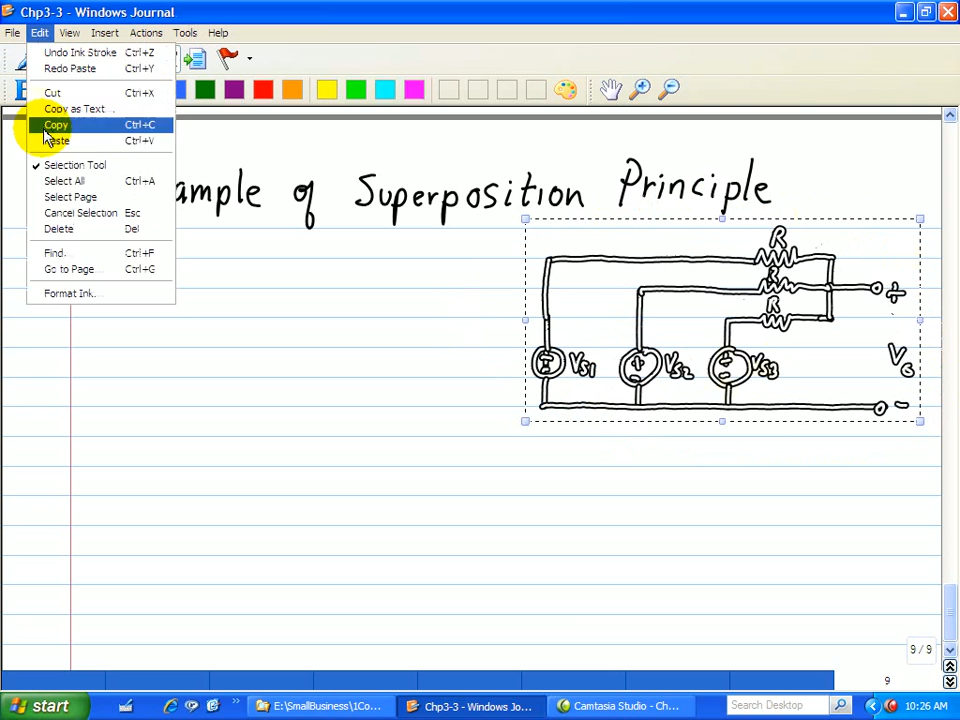 Chp3-3 - Windows Journal
File Edit View Insert Actions Tools Help
Undo Ink Stroke Ctrl+Z
Redo Paste Ctrl+Y
Cut Ctrl+X
Copy as Text...
Copy Ctrl+C
Paste Ctrl+V
Selection Tool
Select All Ctrl+A
Select Page
Cancel Selection Esc
Delete Del
Find... Ctrl+F
Go to Page... Ctrl+G
Format Ink...
ample of Superposition Principle
R
R
R
+
VS1 VS2 VS3
-
9 / 9
9
start
E:\SmallBusiness\1Co...
Chp3-3 - Windows Jo...
Camtasia Studio - Ch...
Search Desktop
10:26 AM